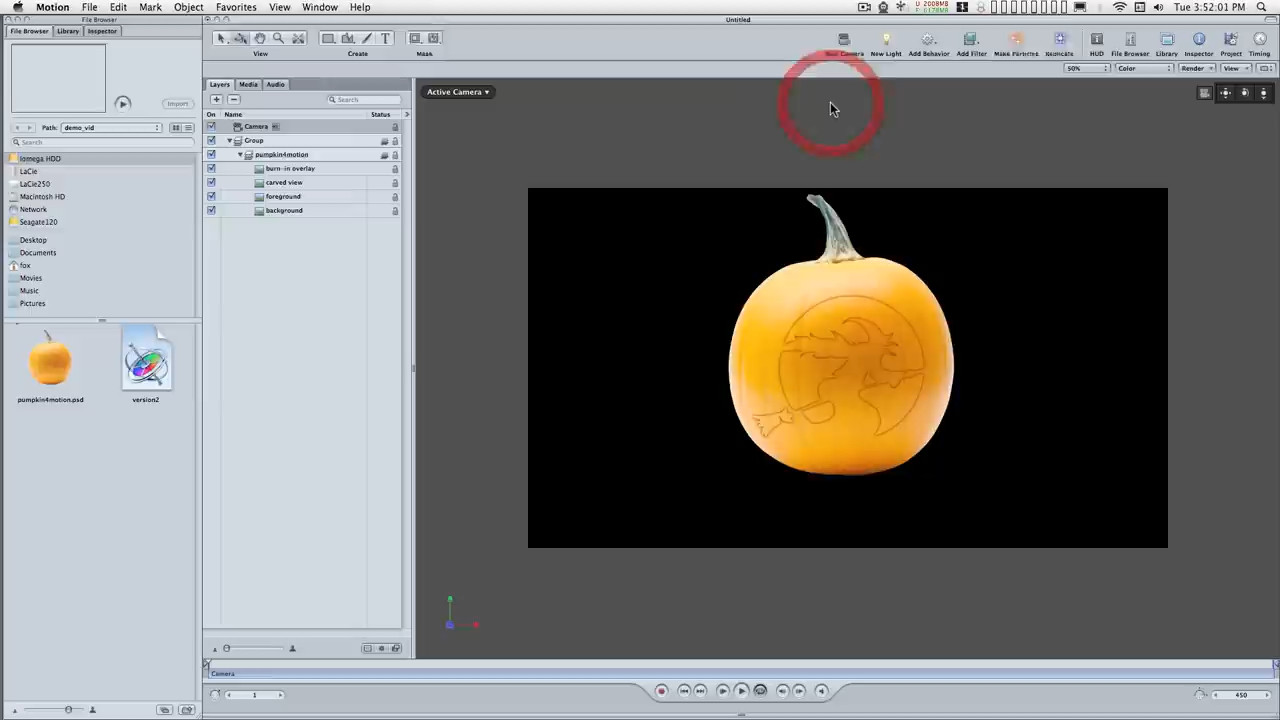 Motion File Edit Mark Object Favorites View Window Help
Tue 3:52:01 PM
File Browser
Untitled
File Browser Library Inspector
View Create Mask
New Light Add Behavior Add Filter Make Particles Replicate HUD File Browser Library Inspector Project Timing
50% Color Render View
Import
Layers Media Audio
Active Camera
Search
Path: demo_vid
On Name Status
Search
Camera
Group
Iomega HDD
pumpkin4motion
LaCie
burn-in overlay
LaCie250
carved view
Macintosh HD
foreground
Network
background
Seagate120
Desktop
Documents
fox
Movies
Music
Pictures
pumpkin4motion.psd
version2
Camera
1
450